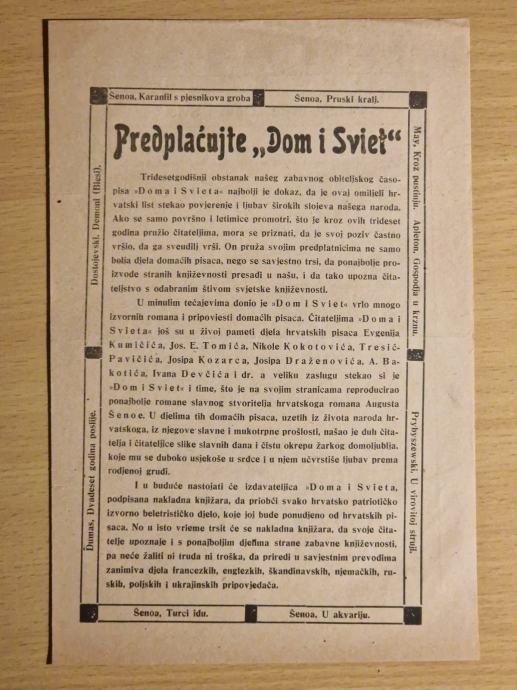 Šenoa, Karanfil s pjesnikova groba
Šenoa, Pruski kralj.
Dostojevski, Demoni (Biesi).
Dumas, Dvadeset godina poslije.
May, Kroz pustinju. Apleton, Gospodja u krznu.
Prybyszewski, U virovitoj struji.
Predplaćujte „Dom i Sviet“
Tridesetgodišnji obstanak našeg zabavnog obiteljskog časo-
pisa »Doma i Svieta« najbolji je dokaz, da je ovaj omiljeli hr-
vatski list stekao povjerenje i ljubav širokih slojeva našega naroda.
Ako se samo površno i letimice promotri, što je kroz ovih trideset
godina pružio čitateljima, mora se priznati, da je svoj poziv častno
vršio, da ga sveudilj vrši. On pruža svojim predplatnicima ne samo
bolja djela domaćih pisaca, nego se savjestno trsi, da ponajbolje pro-
izvode stranih književnosti presadi u našu, i da tako upozna čita-
teljstvo s odabranim štivom svjetske književnosti.
U minulim tečajevima donio je »Dom i Sviet« vrlo mnogo
izvornih romana i pripoviesti domaćih pisaca. Čitateljima »Doma i
Svieta« još su u živoj pameti djela hrvatskih pisaca Evgenija
Kumičića, Jos. E. Tomića, Nikole Kokotovića, Tresić-
Pavičića, Josipa Kozarca, Josipa Draženovića, A. Ba-
kotića, Ivana Devčića i dr. a veliku zaslugu stekao si je
»Dom i Sviet« i time, što je na svojim stranicama reproducirao
ponajbolje romane slavnog stvoritelja hrvatskoga romana Augusta
Šenoe. U djelima tih domaćih pisaca, uzetih iz života naroda hr-
vatskoga, iz njegove slavne i mukotrpne prošlosti, našao je duh čita-
telja i čitateljice slike slavnih dana i čistu okrepu žarkog domoljublja,
koje mu se duboko usjekoše u srdce i u njem učvrstiše ljubav prema
rodjenoj grudi.
I u buduće nastojati će izdavateljica »Doma i Svieta,
podpisana nakladna knjižara, da priobći svako hrvatsko patriotičko
izvorno beletrističko djelo, koje joj bude ponudjeno od hrvatskih pi-
saca. No u isto vrieme trsit će se nakladna knjižara, da svoje čita-
telje upoznaje i s ponajboljim djelima strane zabavne književnosti,
pa neće žaliti ni truda ni troška, da priredi u savjestnim prevodima
zanimiva djela francezkih, englezkih, škandinavskih, njemačkih, ru-
skih, poljskih i ukrajinskih pripovjedača.
Šenoa, Turci idu.
Šenoa, U akvariju.